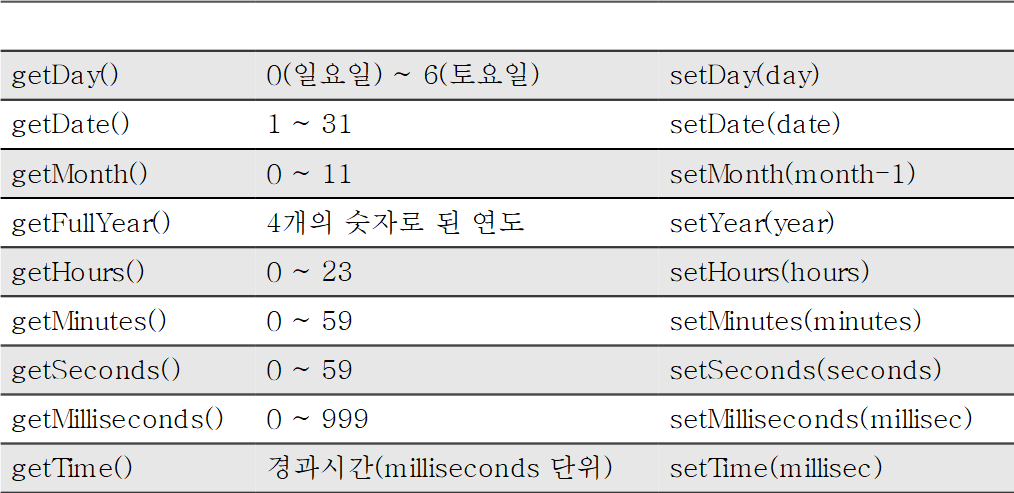 getDay() 0(일요일) ~ 6(토요일) setDay(day)
getDate() 1 ~ 31 setDate(date)
getMonth() 0 ~ 11 setMonth(month-1)
getFullYear() 4개의 숫자로 된 연도 setYear(year)
getHours() 0 ~ 23 setHours(hours)
getMinutes() 0 ~ 59 setMinutes(minutes)
getSeconds() 0 ~ 59 setSeconds(seconds)
getMilliseconds() 0 ~ 999 setMilliseconds(millisec)
getTime() 경과시간(milliseconds 단위) setTime(millisec)